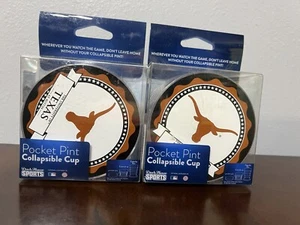 WHEREVER YOU WATCH THE GAME, DON'T LEAVE HOME
WITHOUT YOUR COLLAPSIBLE PINT!
TEXAS
Pocket Pint
Collapsible Cup
SPORTS
WHEREVER YOU WATCH THE GAME, DON'T LEAVE HOME
WITHOUT YOUR COLLAPSIBLE PINT!
Pocket Pint
Collapsible Cup
SPORTS